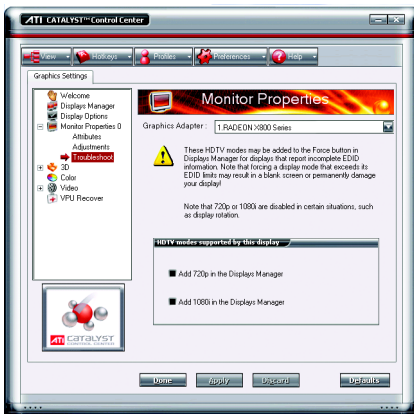 ATI CATALYST™ Control Center
View
Hotkeys
Profiles
Preferences
Help
Graphics Settings
Welcome
Displays Manager
Display Options
Monitor Properties 0
Attributes
Adjustments
Troubleshoot
3D
Color
Video
VPU Recover
Monitor Properties
Graphics Adapter :
1.RADEON X800 Series
These HDTV modes may be added to the Force button in
Displays Manager for displays that report incomplete EDID
information. Note that forcing a display mode that exceeds its
EDID limits may result in a blank screen or permanently damage
your display!
Note that 720p or 1080i are disabled in certain situations, such
as display rotation.
HDTV modes supported by this display
Add 720p in the Displays Manager
Add 1080i in the Displays Manager
ATI CATALYST
CONTROL CENTER
Done
Apply
Discard
Defaults